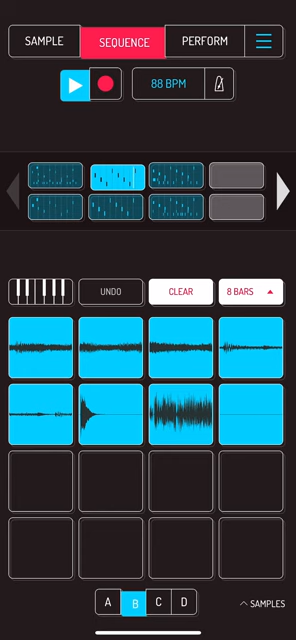 SAMPLE SEQUENCE PERFORM
88 BPM
UNDO CLEAR 8 BARS
A B C D
SAMPLES